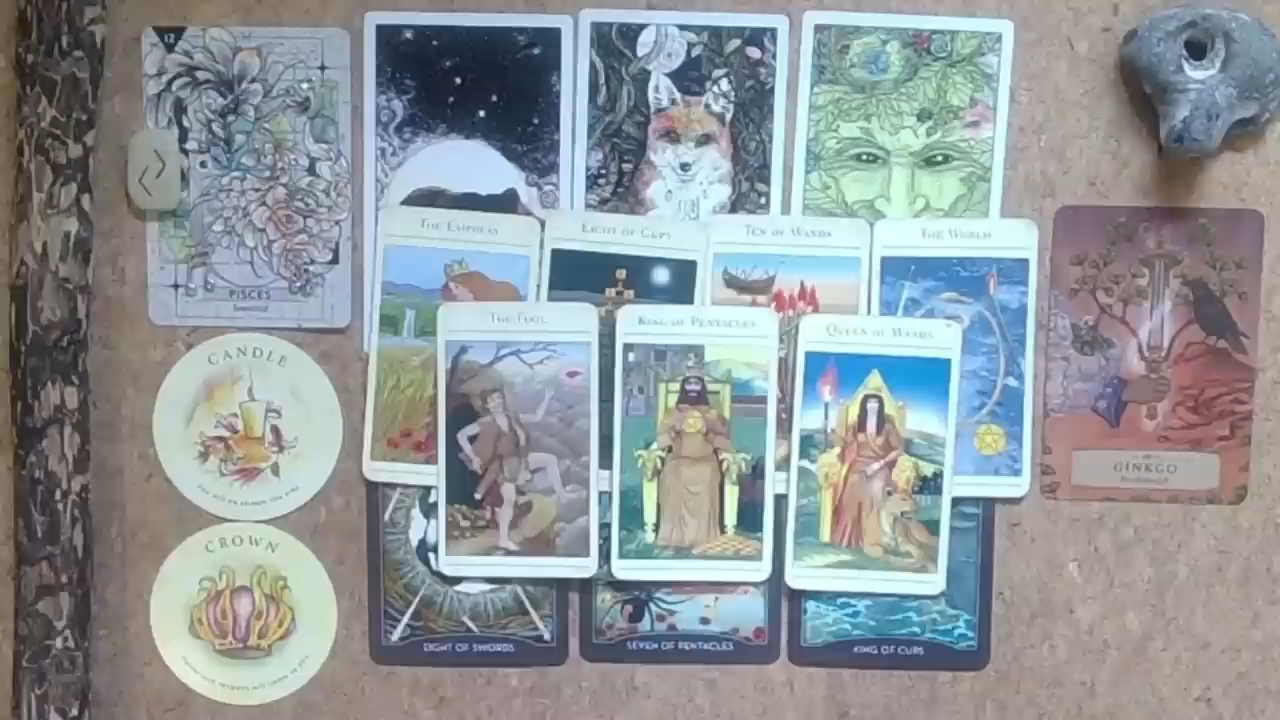 12
PISCES
THE EMPRESS
EIGHT OF CUPS
TEN OF WANDS
THE WORLD
THE FOOL
KING OF PENTACLES
QUEEN OF WANDS
CANDLE
GINKGO
CROWN
EIGHT OF SWORDS
SEVEN OF PENTACLES
KING OF CUPS